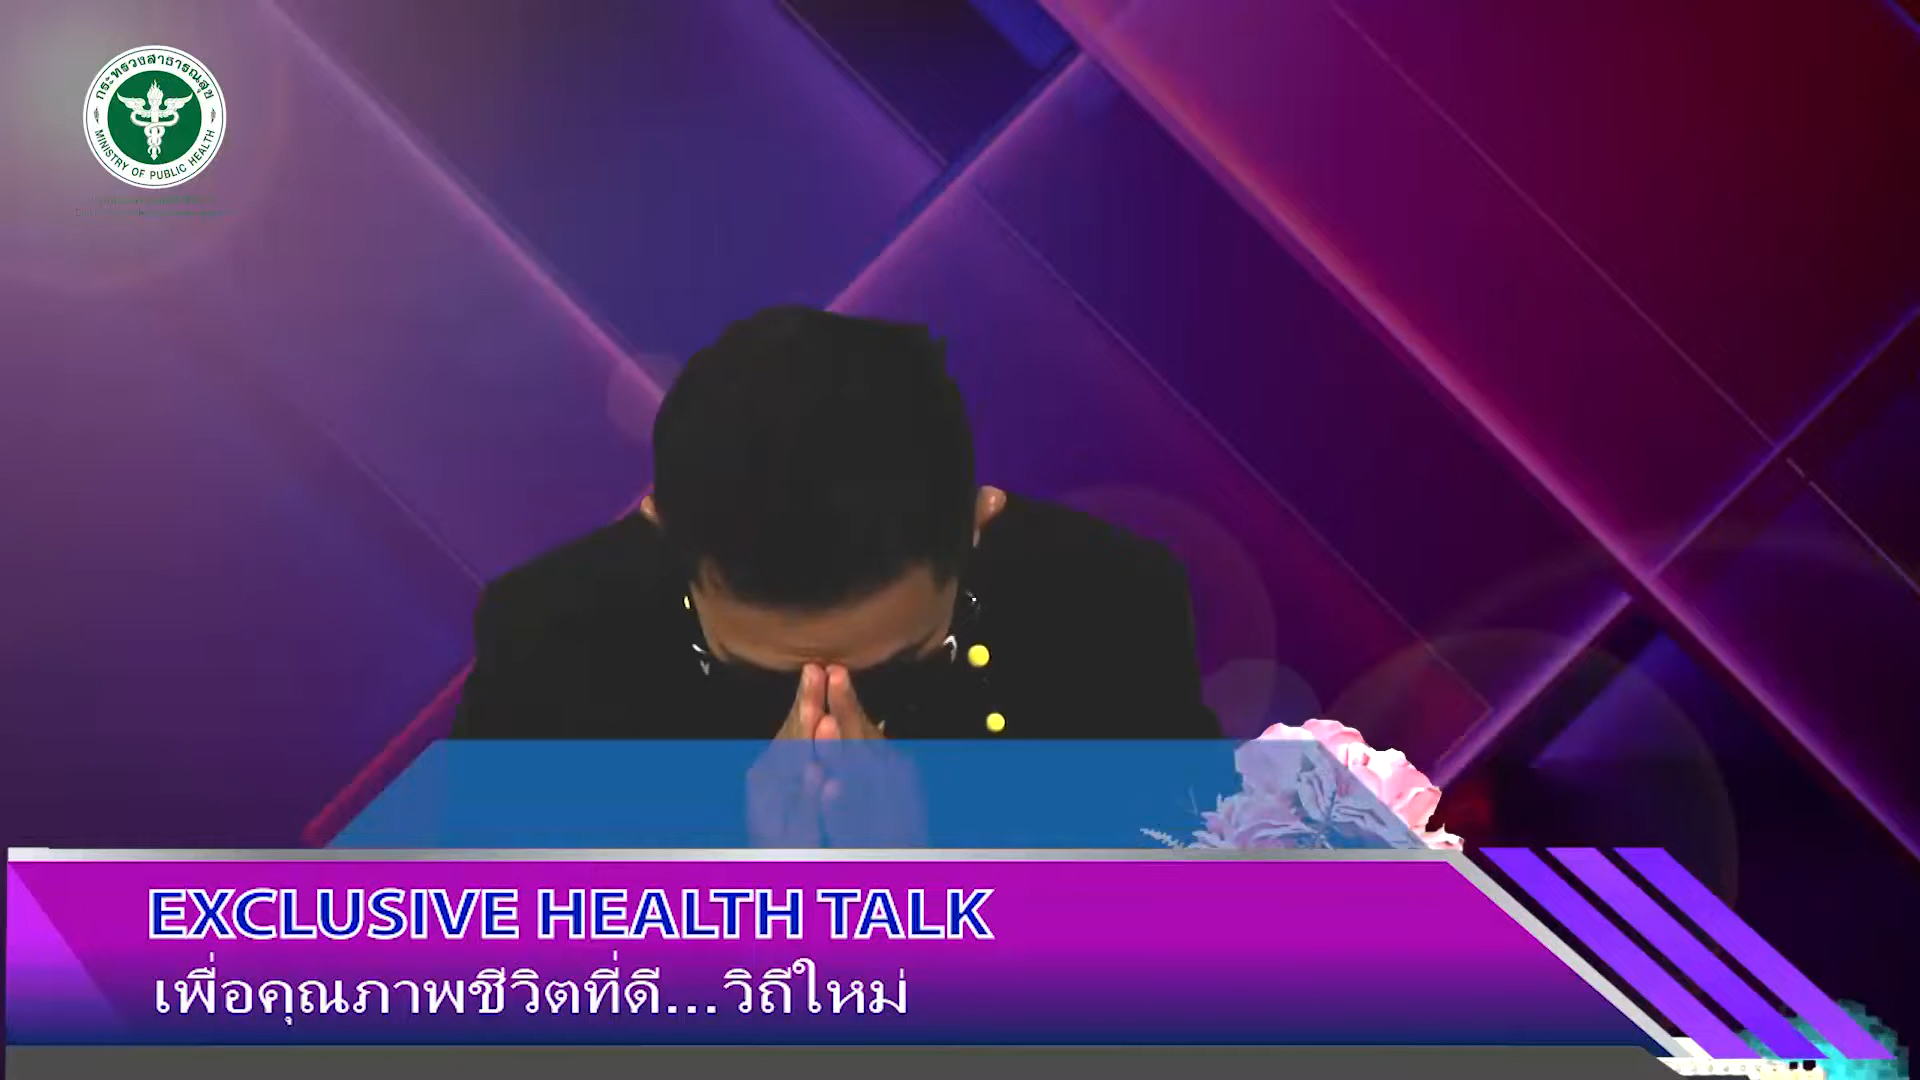 กระทรวงสาธารณสุข
MINISTRY OF PUBLIC HEALTH
EXCLUSIVE HEALTH TALK
เพื่อคุณภาพชีวิตที่ดี...วิถีใหม่